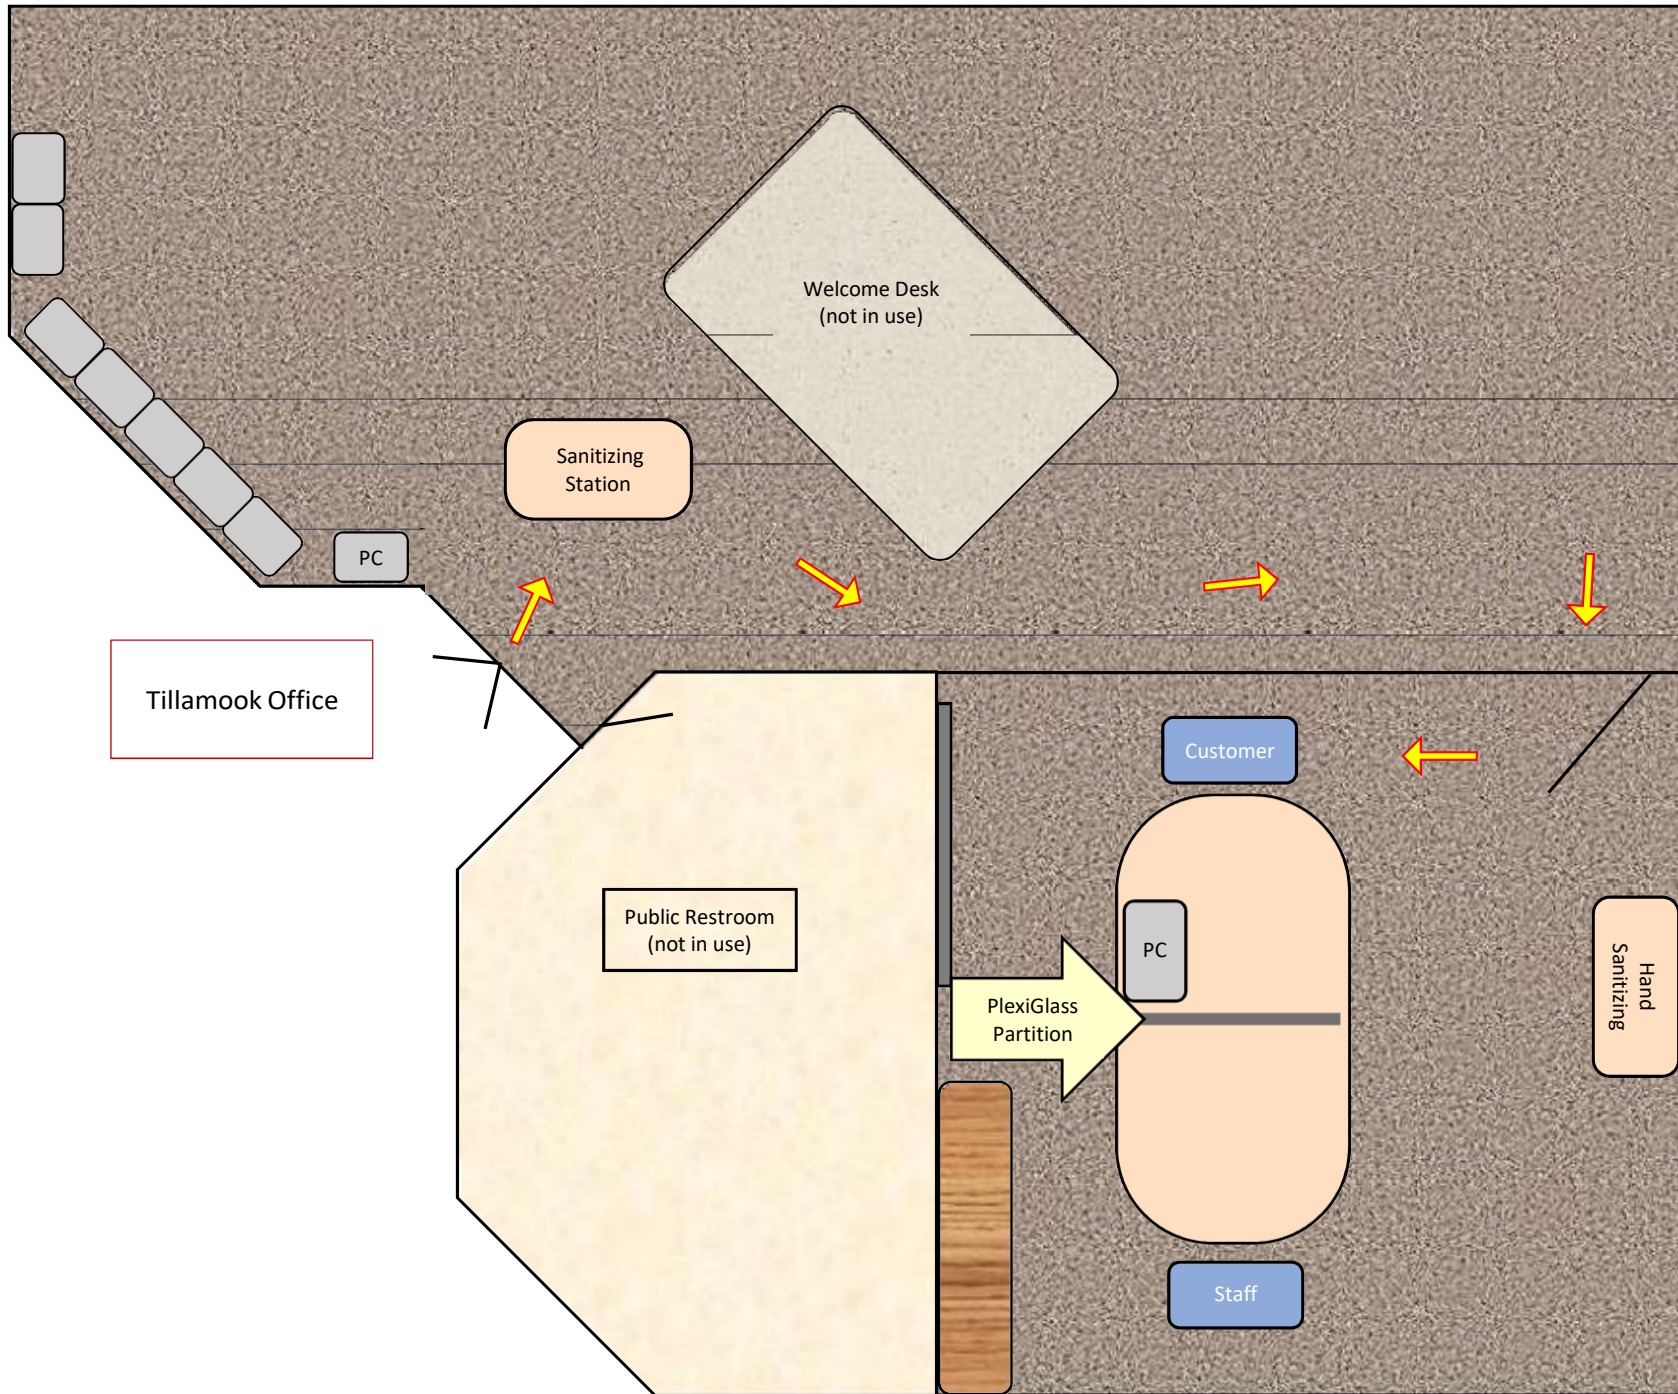 Welcome Desk
(not in use)
Sanitizing
Station
PC
Tillamook Office
Customer
Public Restroom
(not in use)
PC
PlexiGlass
Partition
Hand
Sanitizing
Staff